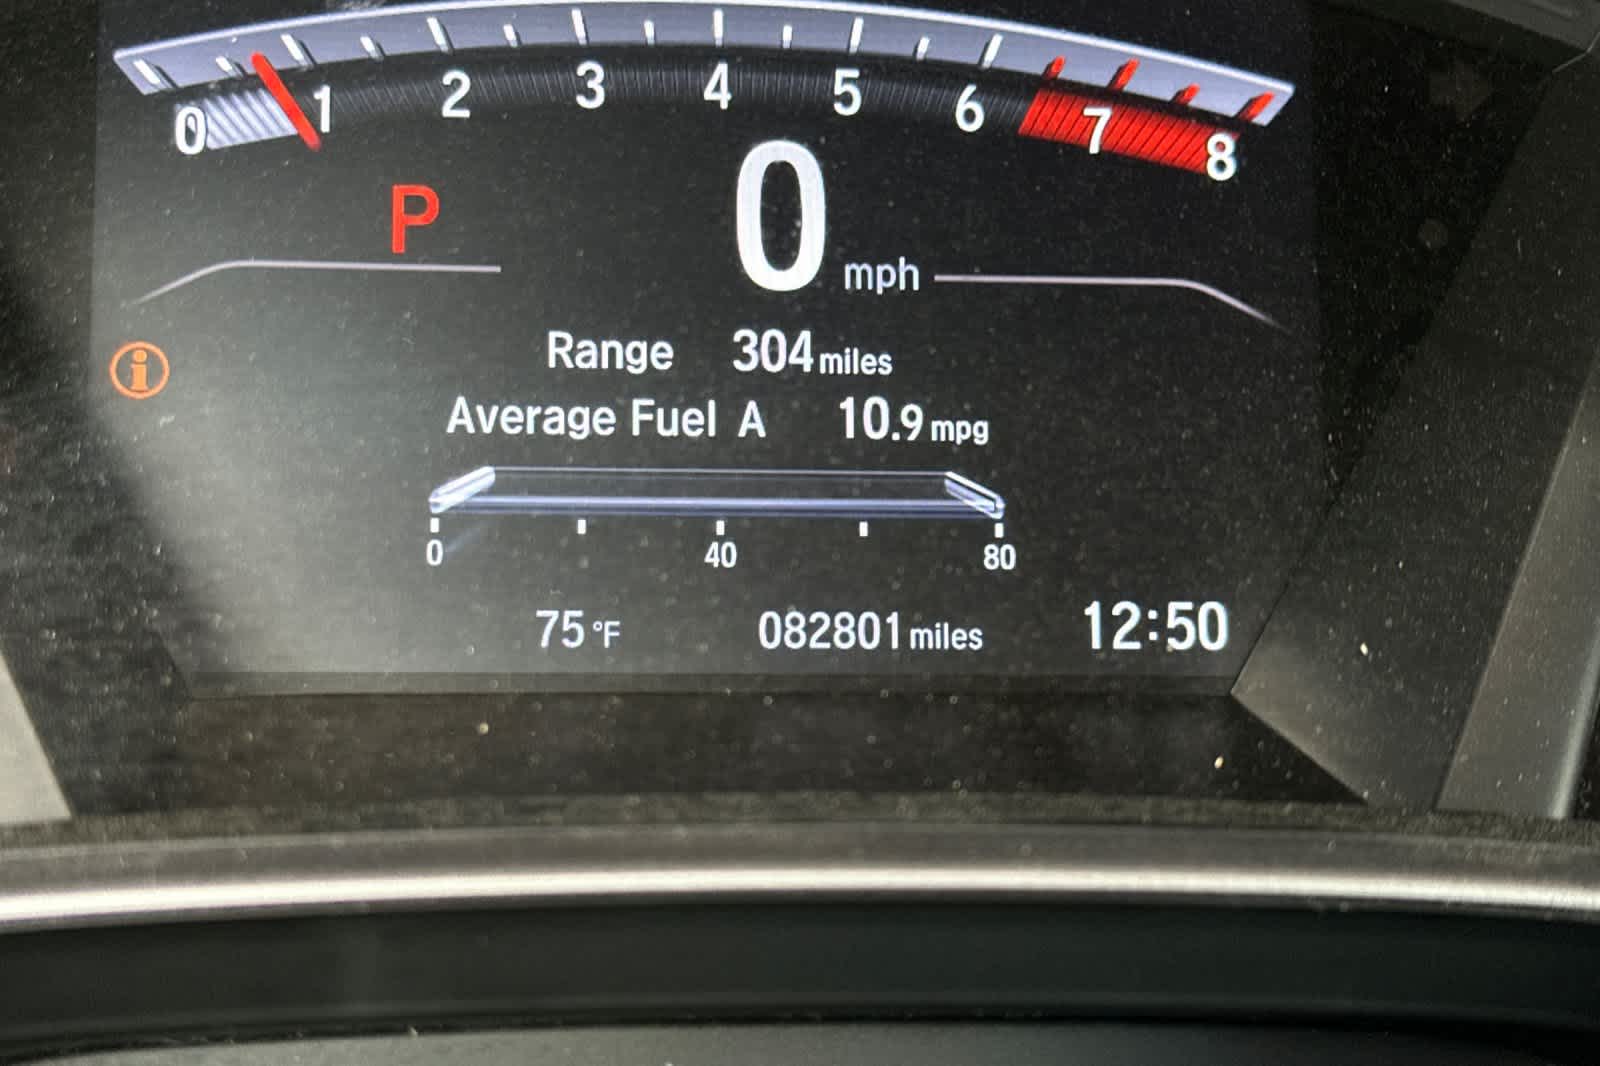 0 1 2 3 4 5 6 7 8
P
0 mph
i
Range 304 miles
Average Fuel A 10.9 mpg
0 40 80
75 °F 082801 miles 12:50